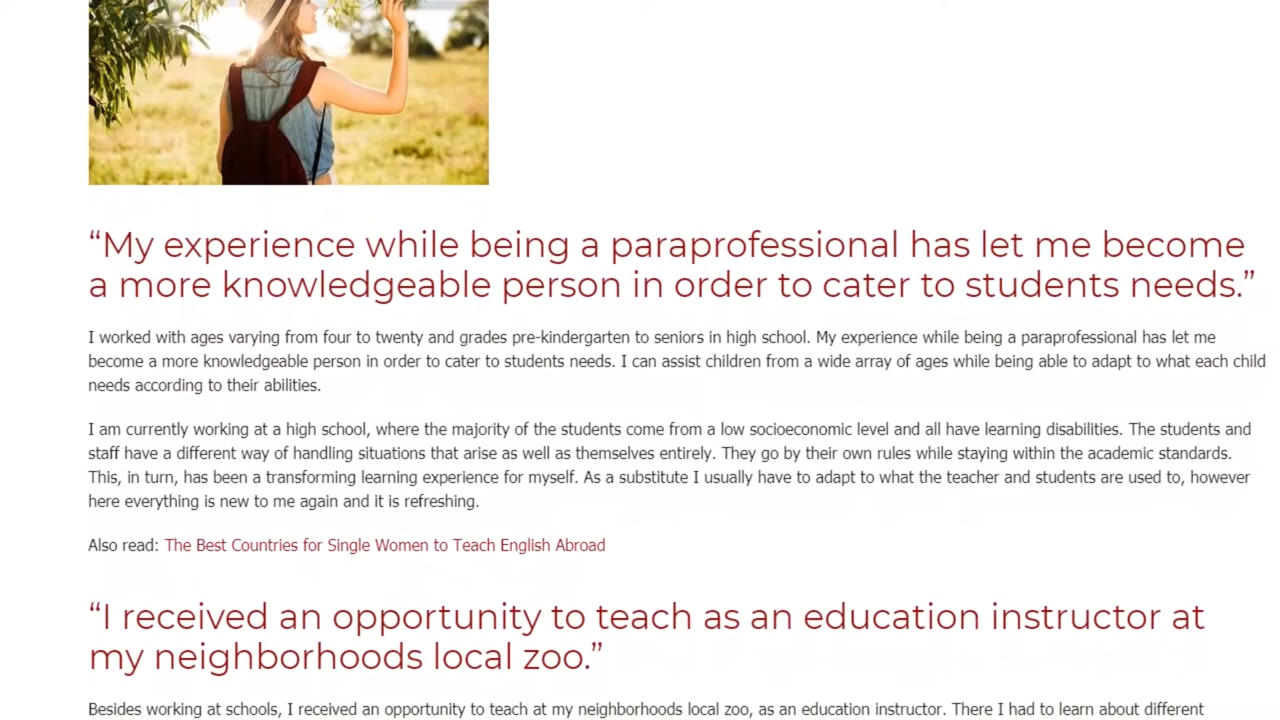 “My experience while being a paraprofessional has let me become
a more knowledgeable person in order to cater to students needs.”
I worked with ages varying from four to twenty and grades pre-kindergarten to seniors in high school. My experience while being a paraprofessional has let me
become a more knowledgeable person in order to cater to students needs. I can assist children from a wide array of ages while being able to adapt to what each child
needs according to their abilities.
I am currently working at a high school, where the majority of the students come from a low socioeconomic level and all have learning disabilities. The students and
staff have a different way of handling situations that arise as well as themselves entirely. They go by their own rules while staying within the academic standards.
This, in turn, has been a transforming learning experience for myself. As a substitute I usually have to adapt to what the teacher and students are used to, however
here everything is new to me again and it is refreshing.
Also read: The Best Countries for Single Women to Teach English Abroad
“I received an opportunity to teach as an education instructor at
my neighborhoods local zoo.”
Besides working at schools, I received an opportunity to teach at my neighborhoods local zoo, as an education instructor. There I had to learn about different